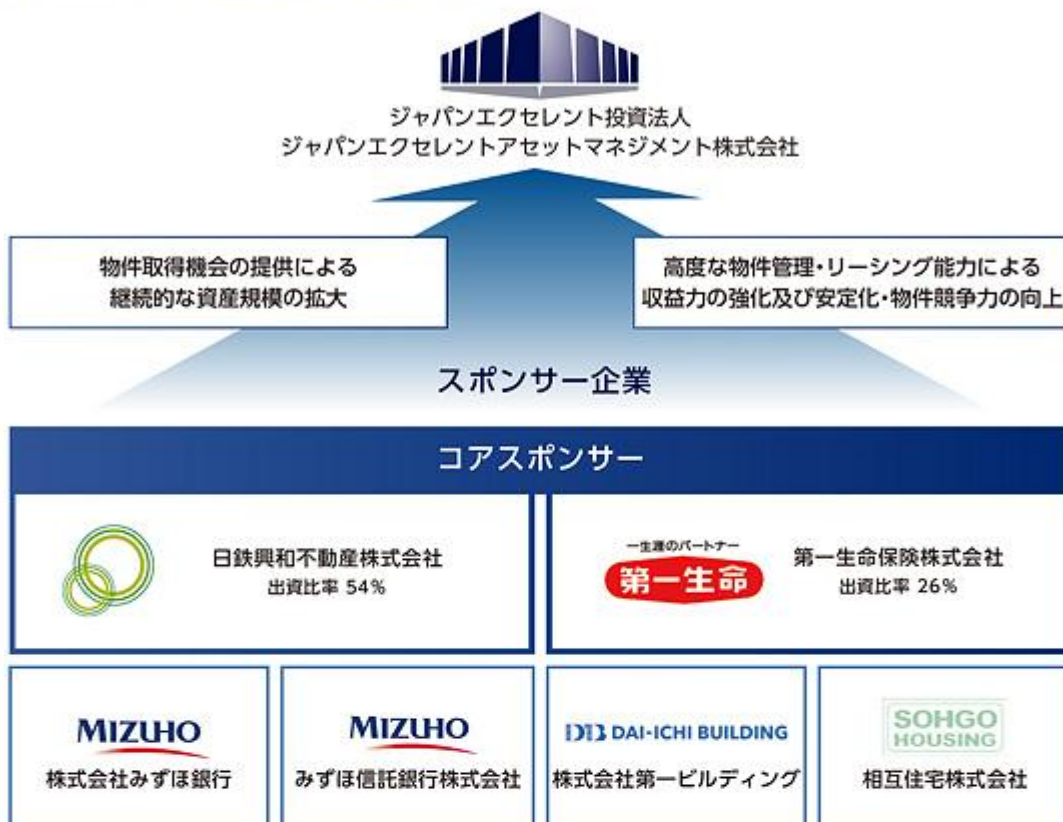 ジャパンエクセレント投資法人
ジャパンエクセレントアセットマネジメント株式会社
物件取得機会の提供による
継続的な資産規模の拡大
高度な物件管理・リーシング能力による
収益力の強化及び安定化・物件競争力の向上
スポンサー企業
コアスポンサー
日鉄興和不動産株式会社
出資比率 54%
一生涯のパートナー
第一生命
第一生命保険株式会社
出資比率 26%
MIZUHO
株式会社みずほ銀行
MIZUHO
みずほ信託銀行株式会社
DAI-ICHI BUILDING
株式会社第一ビルディング
SOHGO
HOUSING
相互住宅株式会社